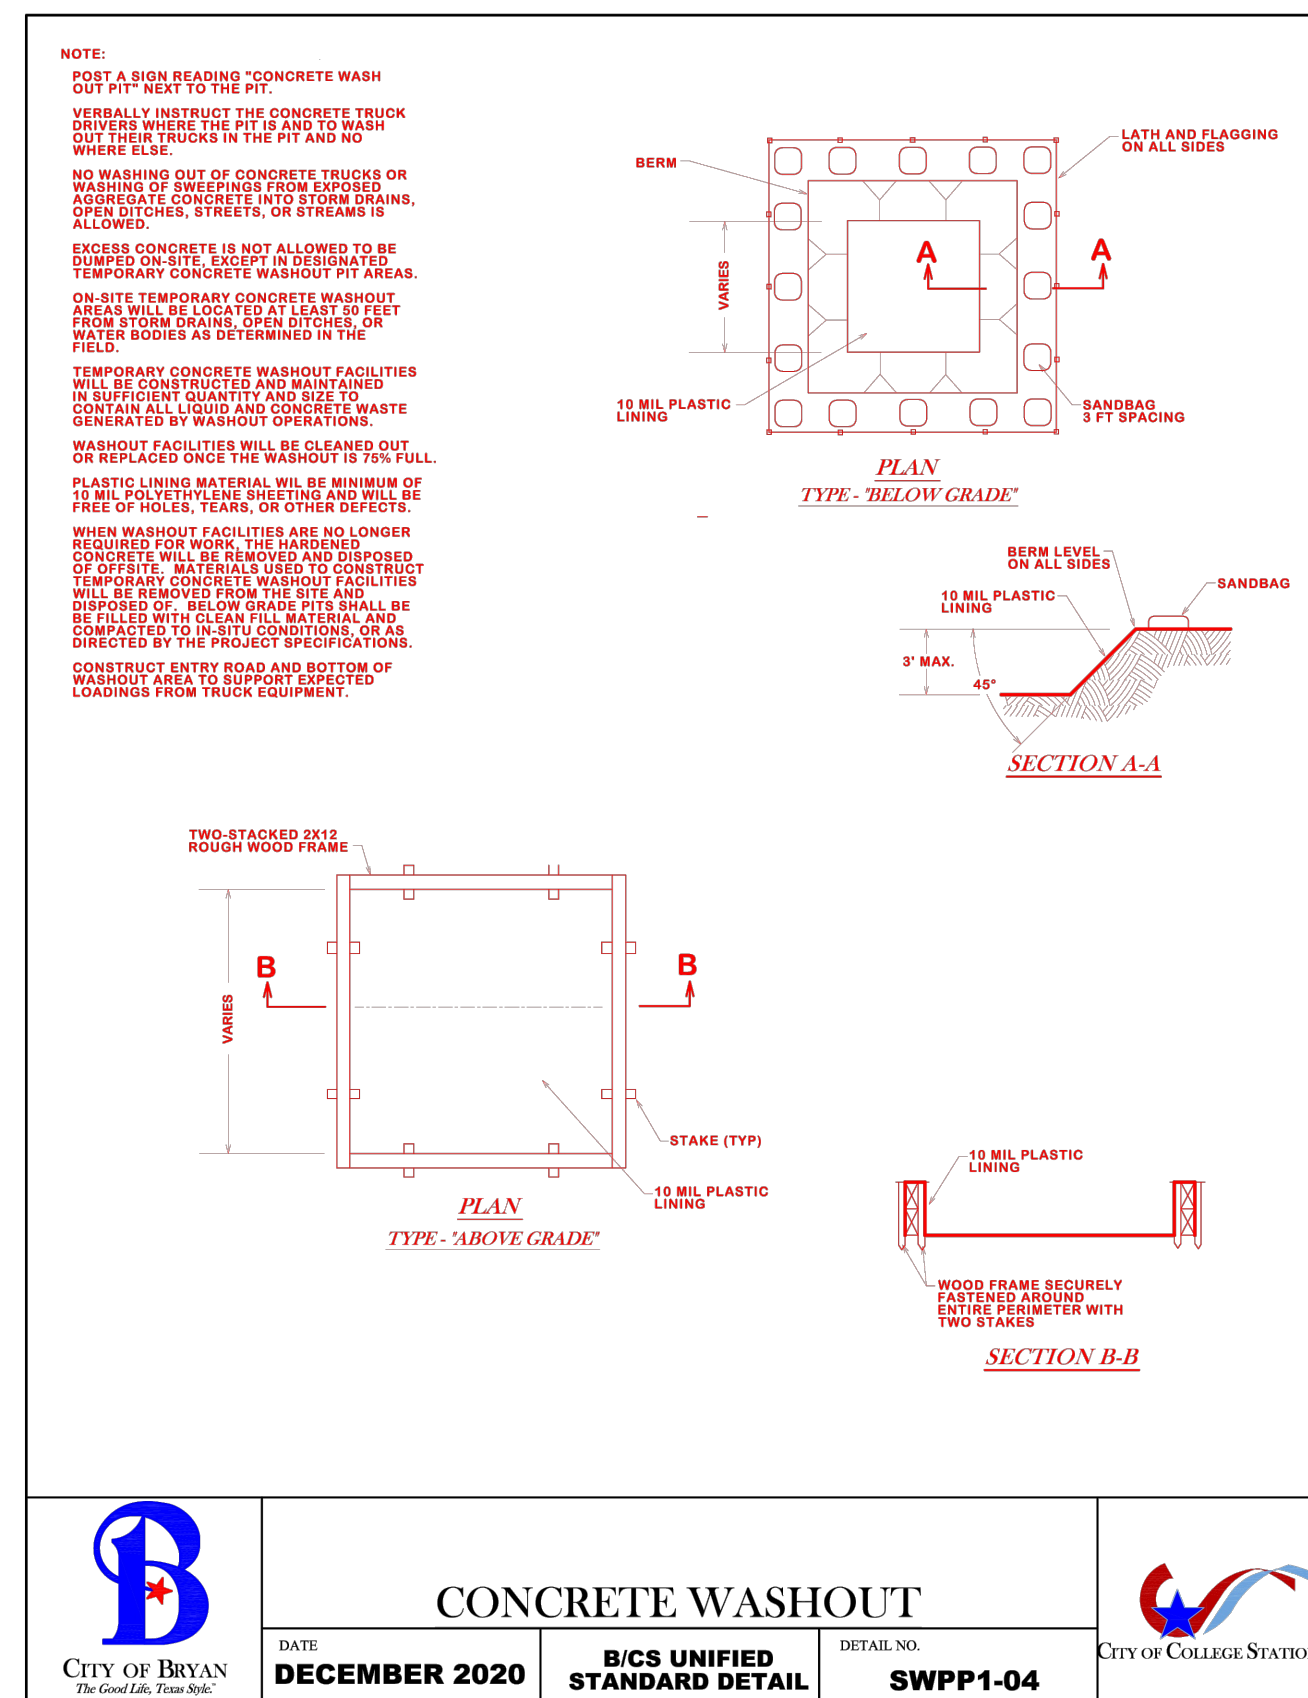 NOTE:
POST A SIGN READING "CONCRETE WASH
OUT PIT" NEXT TO THE PIT.
VERBALLY INSTRUCT THE CONCRETE TRUCK
DRIVERS WHERE THE PIT IS AND TO WASH
OUT THEIR TRUCKS IN THE PIT AND NO
WHERE ELSE.
NO WASHING OUT OF CONCRETE TRUCKS OR
WASHING OF SWEEPINGS FROM EXPOSED
AGGREGATE CONCRETE INTO STORM DRAINS,
OPEN DITCHES, STREETS, OR STREAMS IS
ALLOWED.
EXCESS CONCRETE IS NOT ALLOWED TO BE
DUMPED ON-SITE, EXCEPT IN DESIGNATED
TEMPORARY CONCRETE WASHOUT PIT AREAS.
ON-SITE TEMPORARY CONCRETE WASHOUT
AREAS WILL BE LOCATED AT LEAST 50 FEET
FROM STORM DRAINS, OPEN DITCHES, OR
WATER BODIES AS DETERMINED IN THE
FIELD.
TEMPORARY CONCRETE WASHOUT FACILITIES
WILL BE CONSTRUCTED AND MAINTAINED
IN SUFFICIENT QUANTITY AND SIZE TO
CONTAIN ALL LIQUID AND CONCRETE WASTE
GENERATED BY WASHOUT OPERATIONS.
WASHOUT FACILITIES WILL BE CLEANED OUT
OR REPLACED ONCE THE WASHOUT IS 75% FULL.
PLASTIC LINING MATERIAL WIL BE MINIMUM OF
10 MIL POLYETHYLENE SHEETING AND WILL BE
FREE OF HOLES, TEARS, OR OTHER DEFECTS.
WHEN WASHOUT FACILITIES ARE NO LONGER
REQUIRED FOR WORK, THE HARDENED
CONCRETE WILL BE REMOVED AND DISPOSED
OF OFFSITE. MATERIALS USED TO CONSTRUCT
TEMPORARY CONCRETE WASHOUT FACILITIES
WILL BE REMOVED FROM THE SITE AND
DISPOSED OF. BELOW GRADE PITS SHALL BE
BE FILLED WITH CLEAN FILL MATERIAL AND
COMPACTED TO IN-SITU CONDITIONS, OR AS
DIRECTED BY THE PROJECT SPECIFICATIONS.
CONSTRUCT ENTRY ROAD AND BOTTOM OF
WASHOUT AREA TO SUPPORT EXPECTED
LOADINGS FROM TRUCK EQUIPMENT.
BERM
LATH AND FLAGGING
ON ALL SIDES
VARIES
A
A
10 MIL PLASTIC
LINING
SANDBAG
3 FT SPACING
PLAN
TYPE - "BELOW GRADE"
BERM LEVEL
ON ALL SIDES
10 MIL PLASTIC
LINING
SANDBAG
3' MAX.
45°
SECTION A-A
TWO-STACKED 2X12
ROUGH WOOD FRAME
B
B
VARIES
STAKE (TYP)
10 MIL PLASTIC
LINING
PLAN
TYPE - "ABOVE GRADE"
10 MIL PLASTIC
LINING
WOOD FRAME SECURELY
FASTENED AROUND
ENTIRE PERIMETER WITH
TWO STAKES
SECTION B-B
B
CITY OF BRYAN
The Good Life, Texas Style.™
CONCRETE WASHOUT
DATE
DECEMBER 2020
B/CS UNIFIED
STANDARD DETAIL
DETAIL NO.
SWPP1-04
CITY OF COLLEGE STATIO